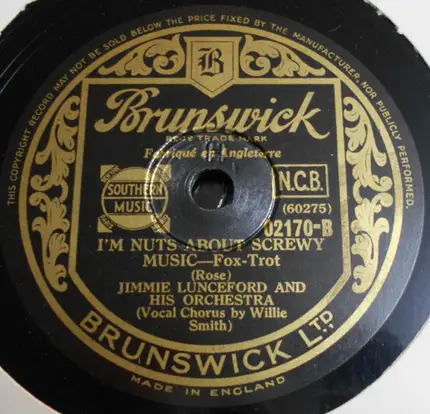 THIS COPYRIGHT RECORD MAY NOT BE SOLD BELOW THE PRICE FIXED BY THE MANUFACTURER, NOR PUBLICLY PERFORMED.
B
Brunswick
REGD TRADE MARK
Fabriqué en Angleterre
SOUTHERN MUSIC
N.C.B.
(60275)
02170-B
I'M NUTS ABOUT SCREWY
MUSIC—Fox-Trot
(Rose)
JIMMIE LUNCEFORD AND
HIS ORCHESTRA
(Vocal Chorus by Willie
Smith)
BRUNSWICK LTD.
MADE IN ENGLAND